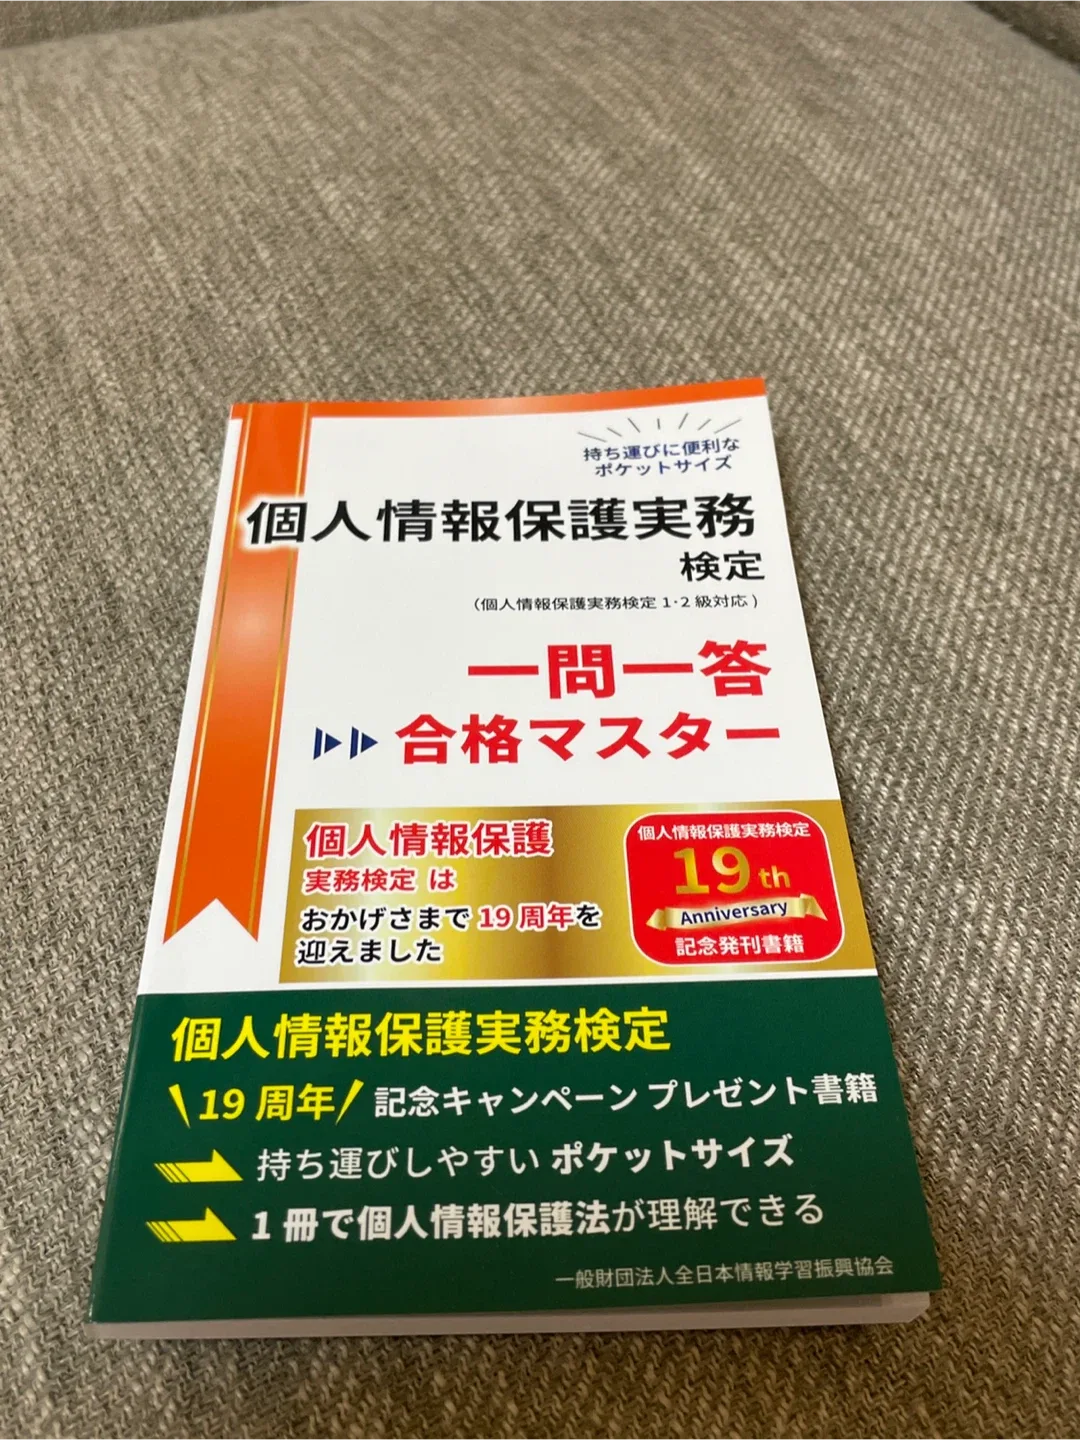 持ち運びに便利な
ポケットサイズ
個人情報保護実務
検定
(個人情報保護実務検定 1・2 級対応)
一問一答
合格マスター
個人情報保護
実務検定 は
おかげさまで 19 周年を
迎えました
個人情報保護実務検定
19 th
Anniversary
記念発刊書籍
個人情報保護実務検定
19 周年 記念キャンペーン プレゼント書籍
持ち運びしやすい ポケットサイズ
1 冊で個人情報保護法が理解できる
一般財団法人全日本情報学習振興協会